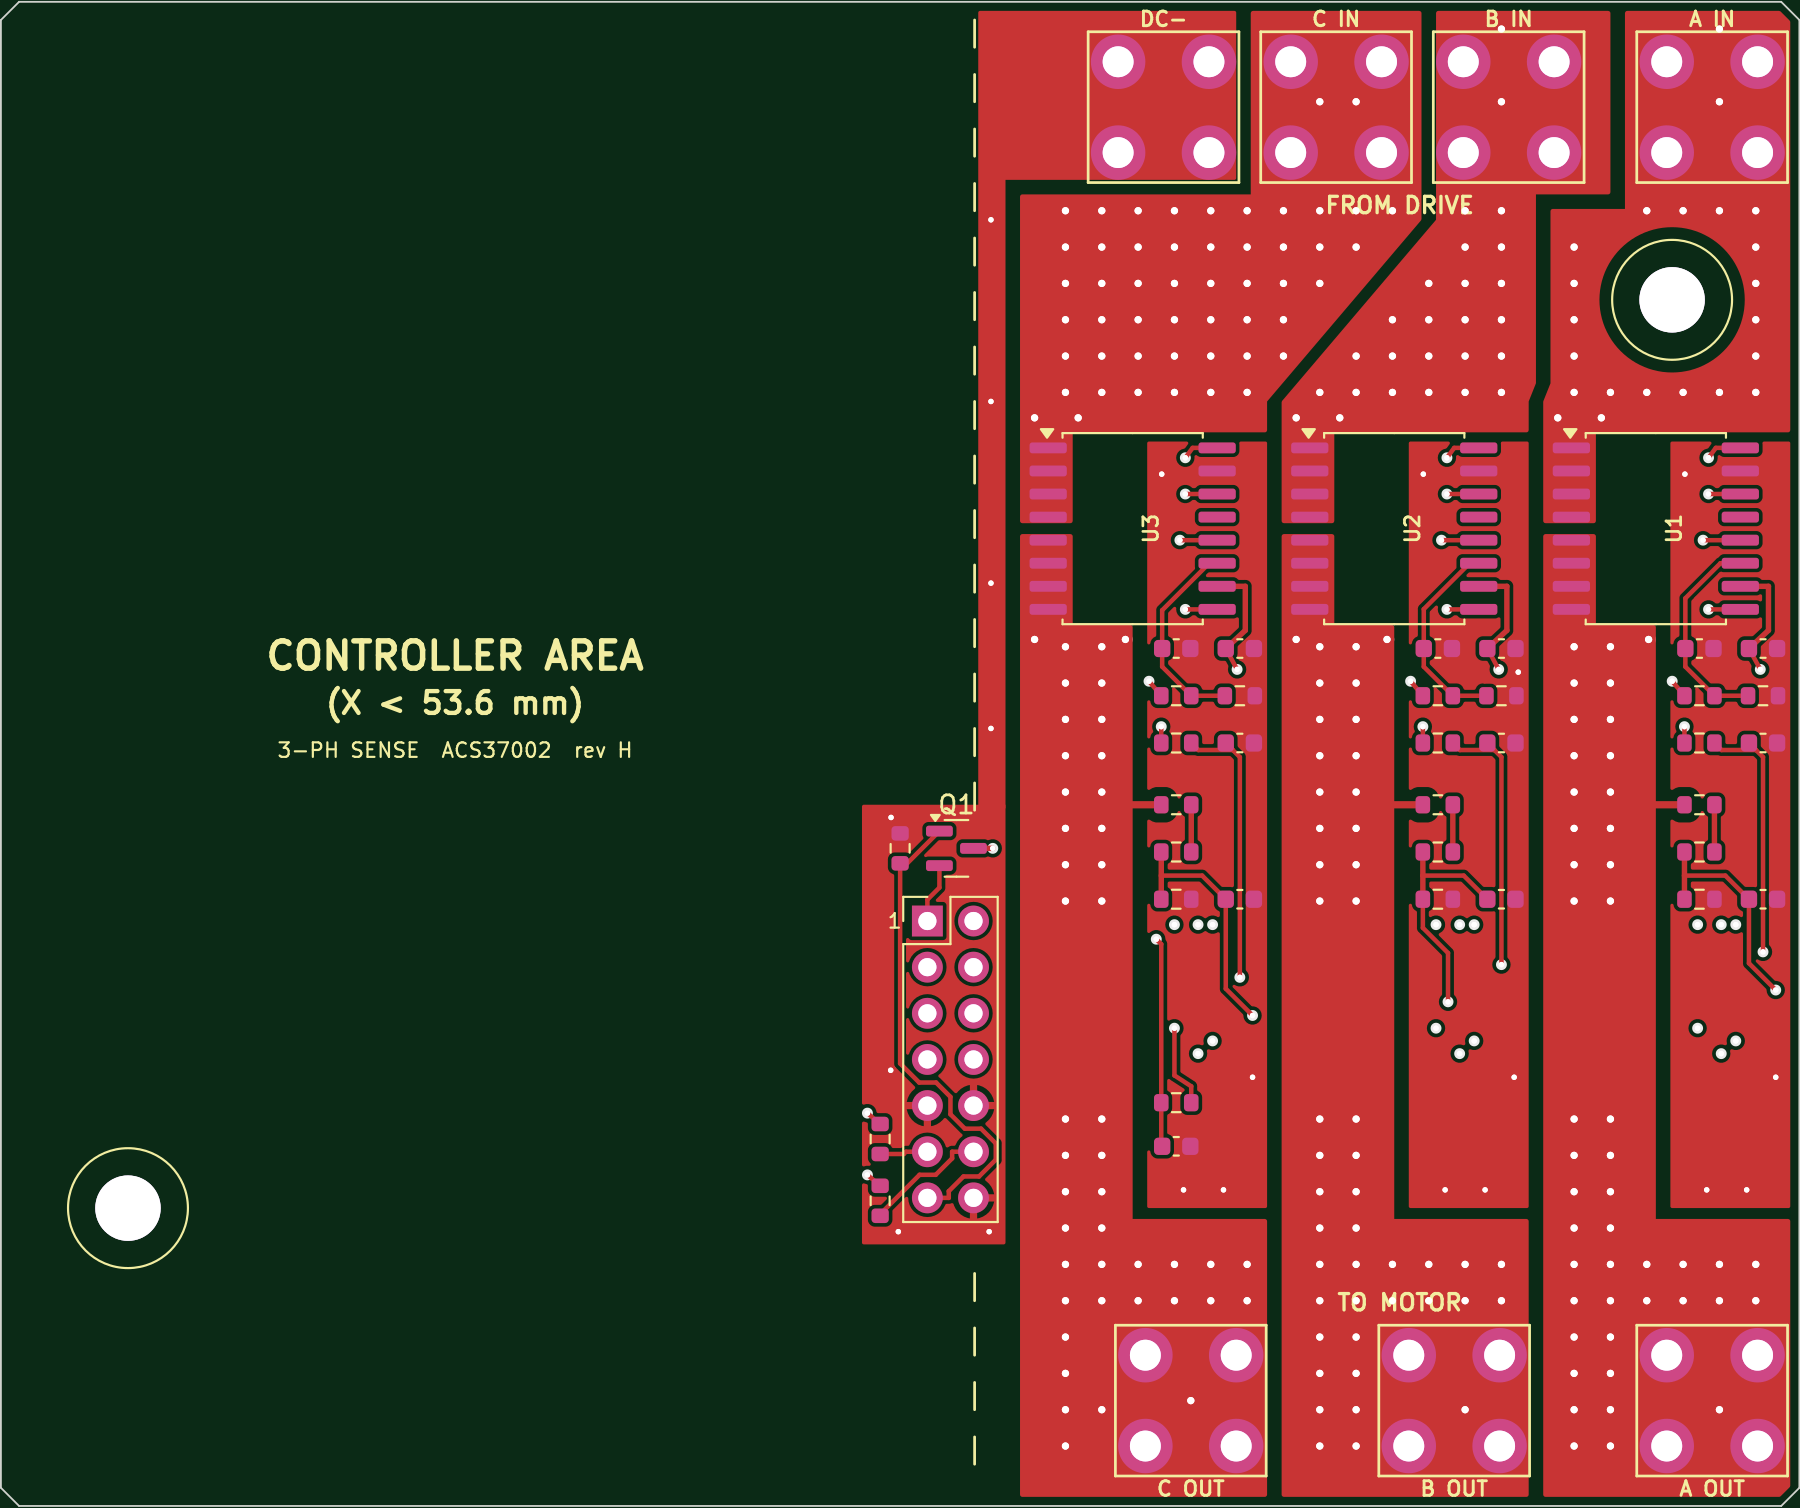 DC-
C IN
B IN
A IN
FROM DRIVE
U3
U2
U1
CONTROLLER AREA
(X < 53.6 mm)
3-PH SENSE  ACS37002  rev H
Q1
1
TO MOTOR
C OUT
B OUT
A OUT